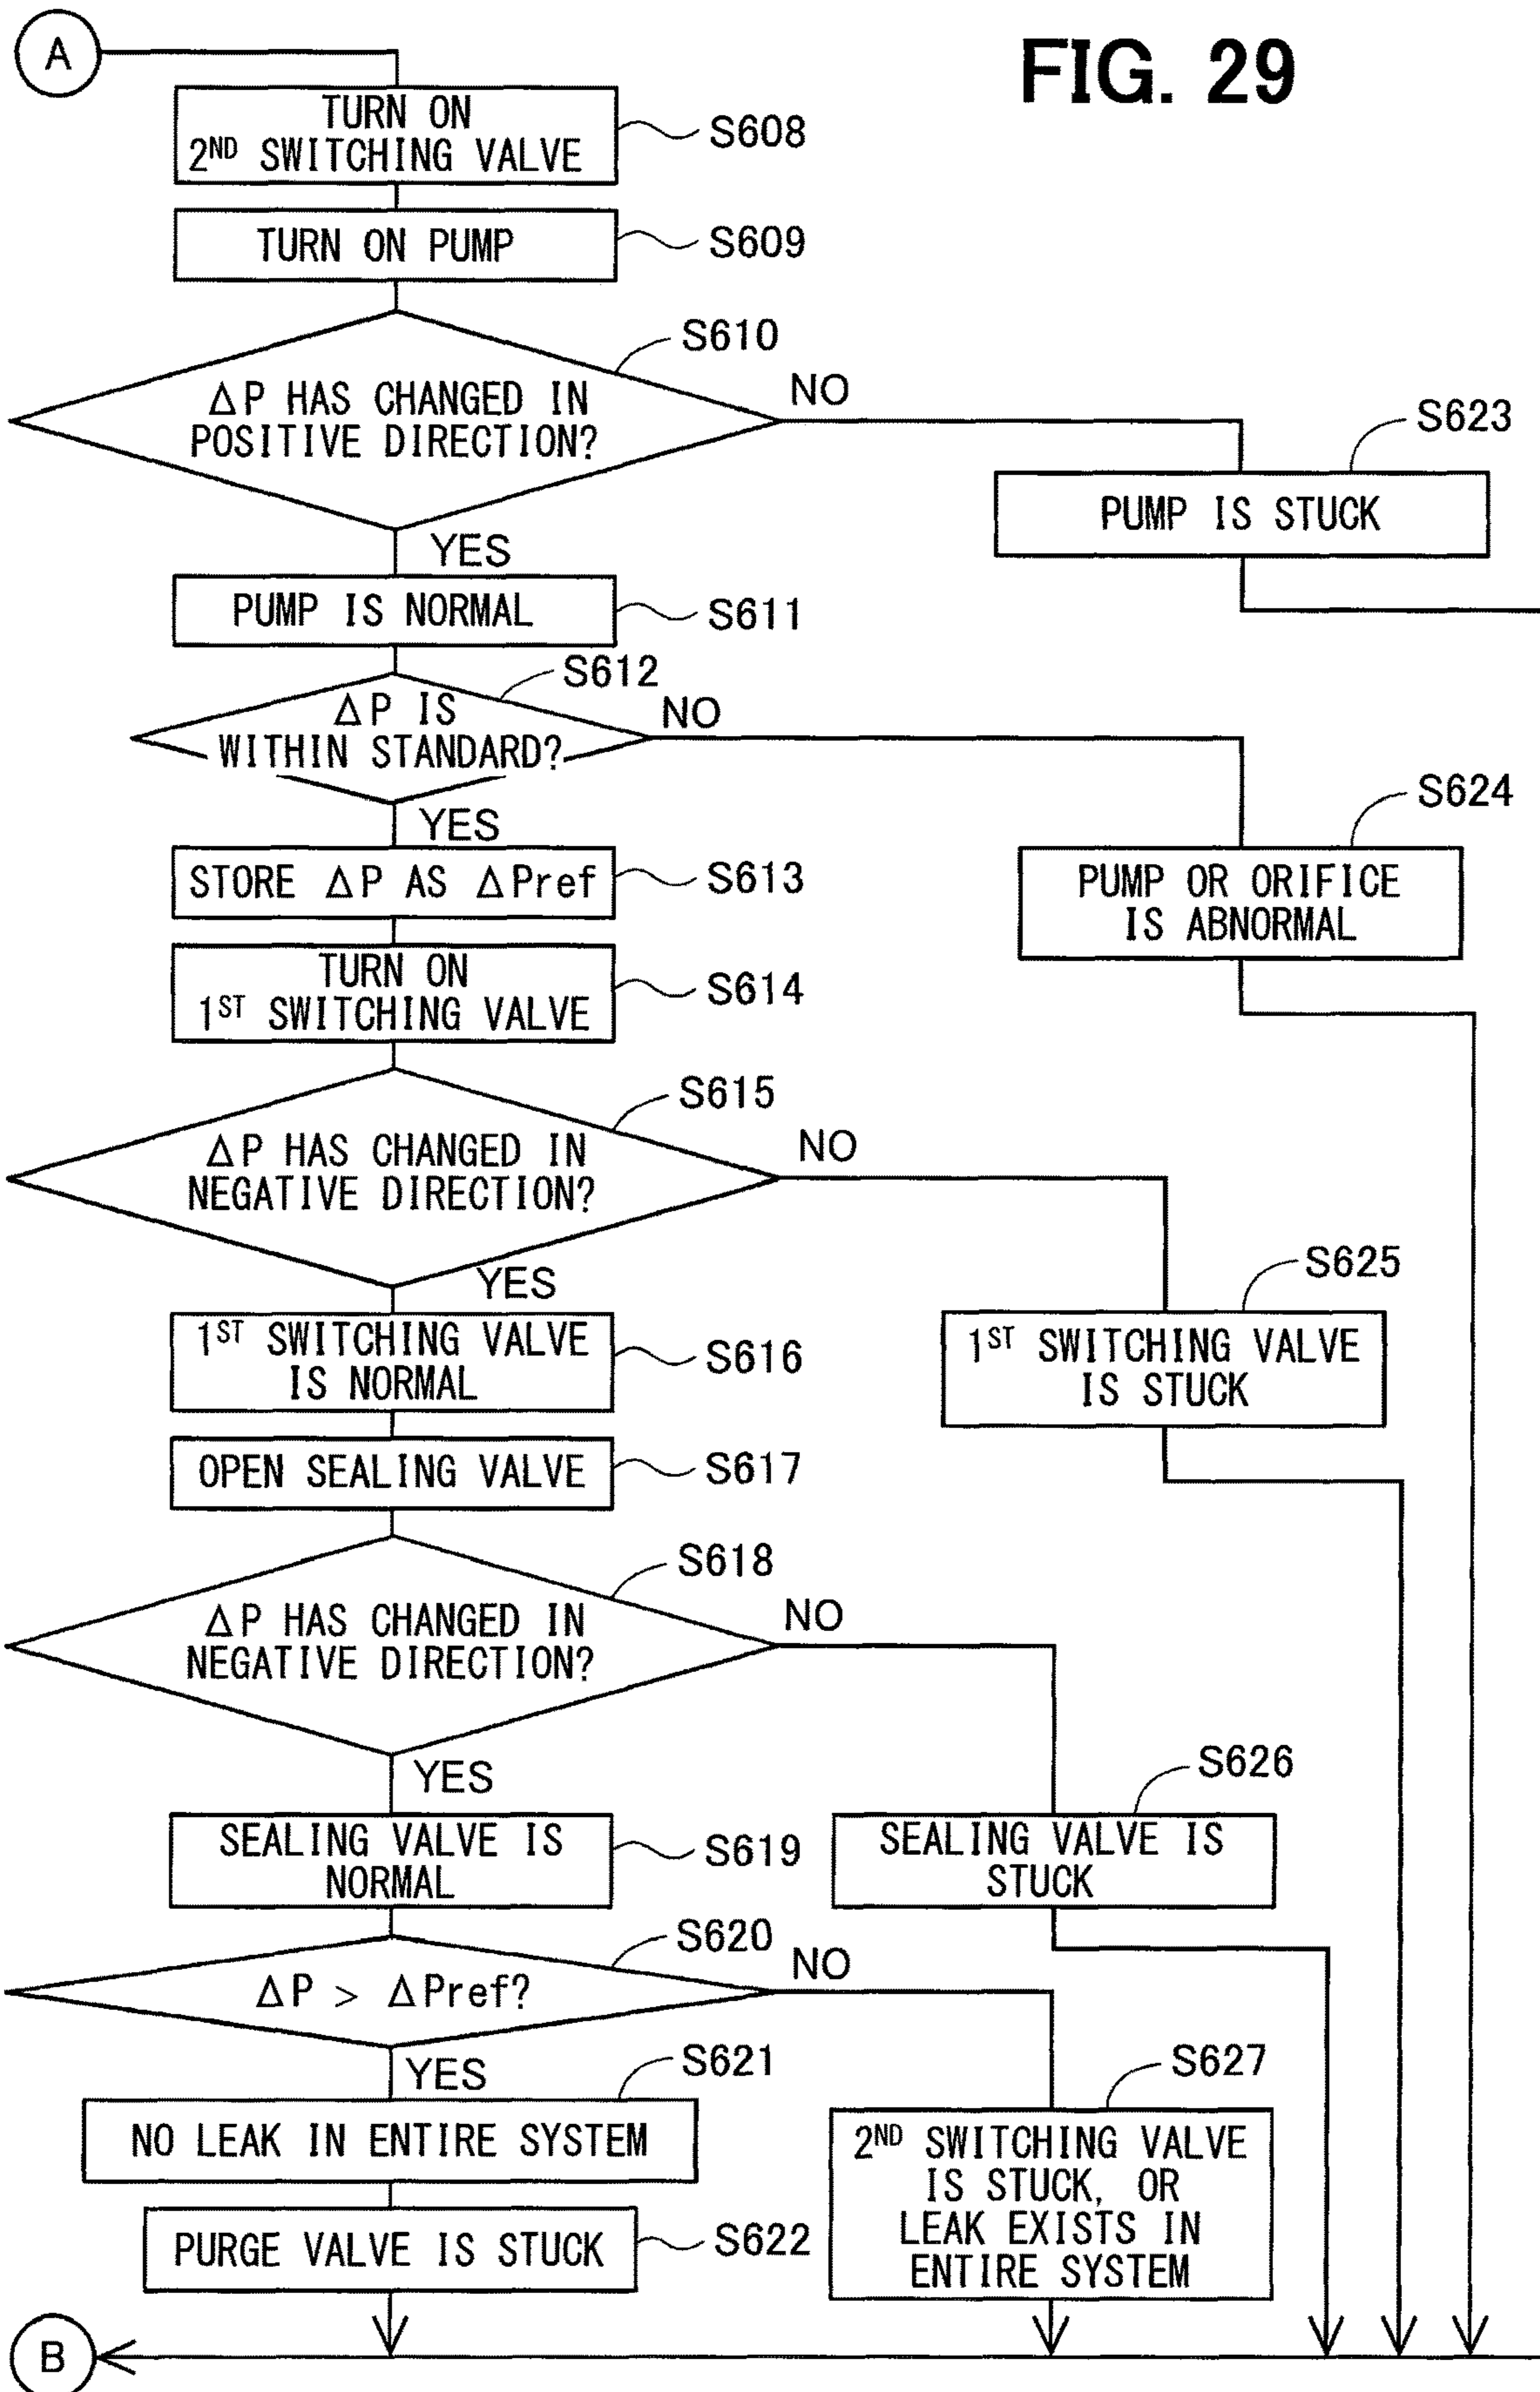 A
FIG. 29
TURN ON
2ND SWITCHING VALVE
S608
TURN ON PUMP
S609
S610
ΔP HAS CHANGED IN
POSITIVE DIRECTION?
NO
S623
PUMP IS STUCK
YES
PUMP IS NORMAL
S611
S612
ΔP IS
WITHIN STANDARD?
NO
S624
PUMP OR ORIFICE
IS ABNORMAL
YES
STORE ΔP AS ΔPref
S613
TURN ON
1ST SWITCHING VALVE
S614
S615
ΔP HAS CHANGED IN
NEGATIVE DIRECTION?
NO
S625
1ST SWITCHING VALVE
IS STUCK
YES
1ST SWITCHING VALVE
IS NORMAL
S616
OPEN SEALING VALVE
S617
S618
ΔP HAS CHANGED IN
NEGATIVE DIRECTION?
NO
S626
SEALING VALVE IS
STUCK
YES
SEALING VALVE IS
NORMAL
S619
S620
ΔP > ΔPref?
NO
S627
2ND SWITCHING VALVE
IS STUCK, OR
LEAK EXISTS IN
ENTIRE SYSTEM
YES
S621
NO LEAK IN ENTIRE SYSTEM
PURGE VALVE IS STUCK
S622
B